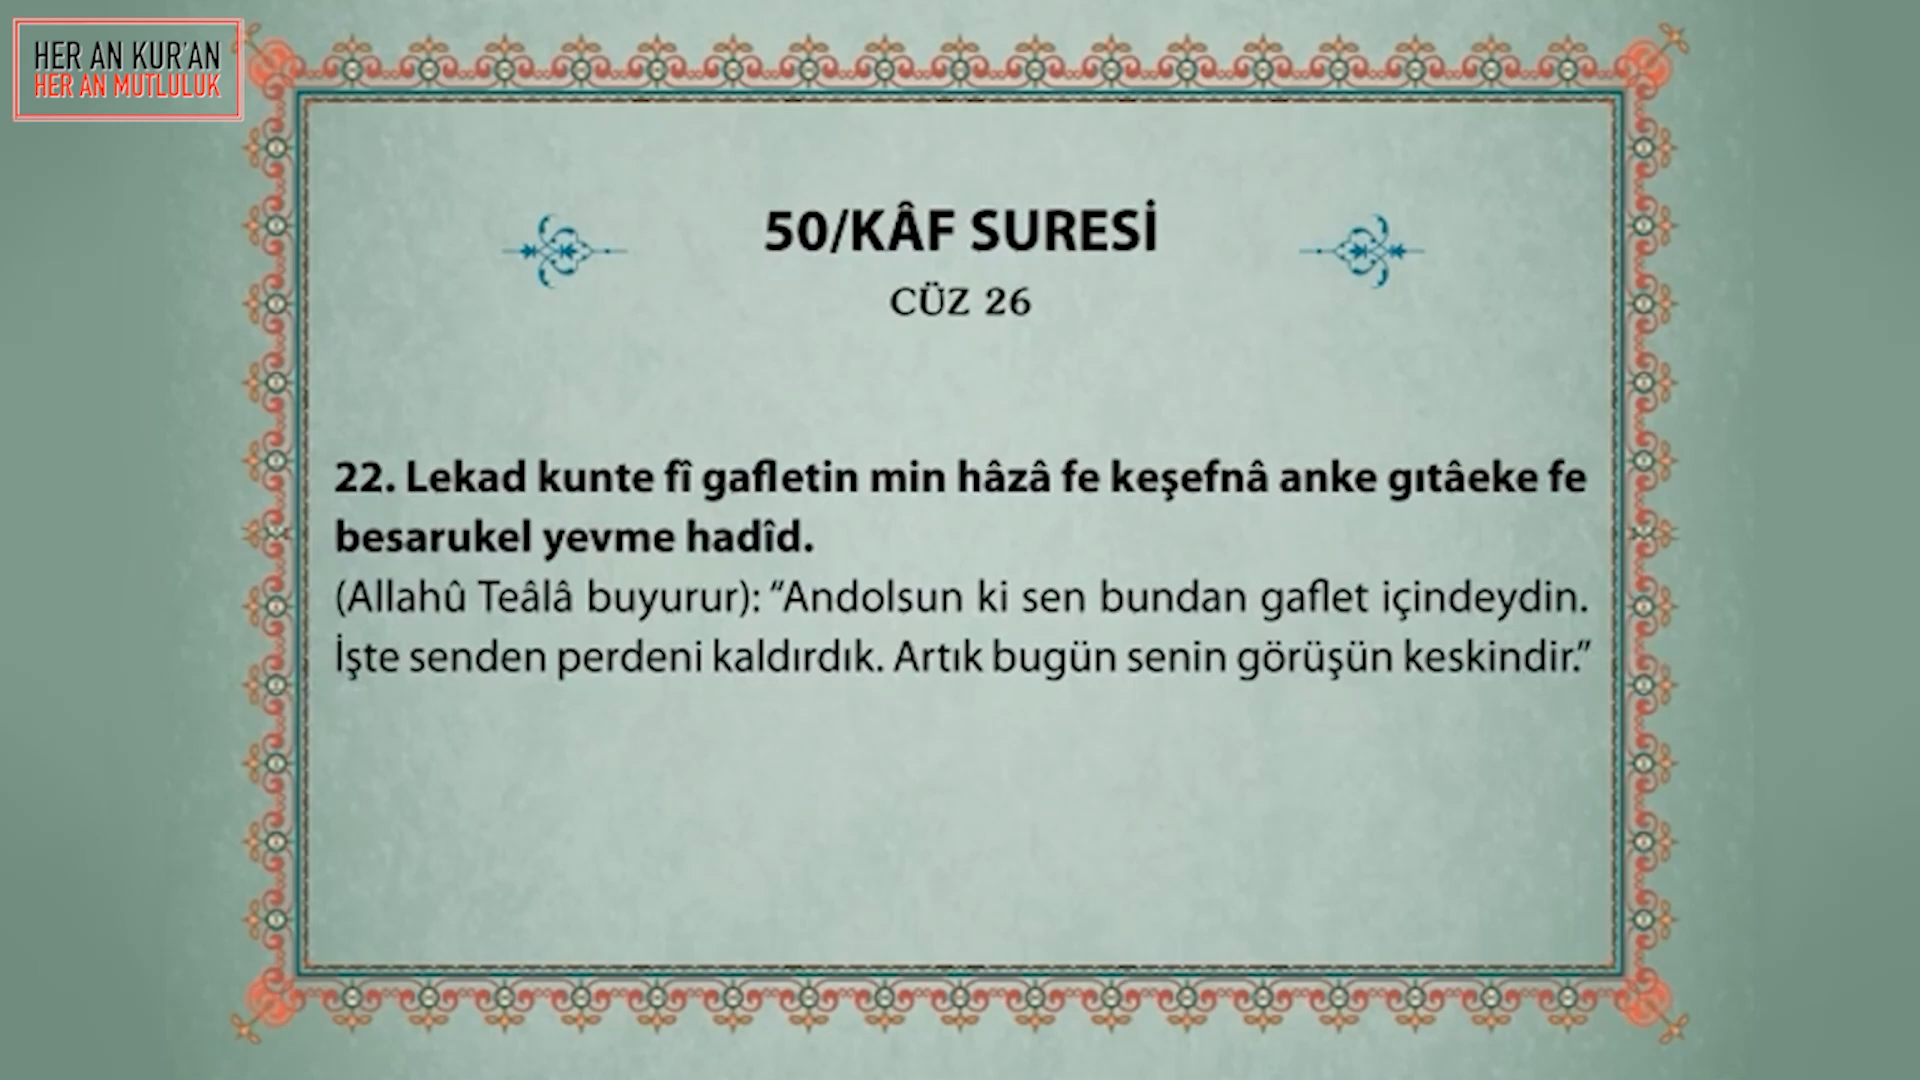 HER AN KUR'AN
HER AN MUTLULUK
50/KÂF SURESİ
CÜZ 26
22. Lekad kunte fî gafletin min hâzâ fe keşefnâ anke gıtâeke fe
besarukel yevme hadîd.
(Allahû Teâlâ buyurur): “Andolsun ki sen bundan gaflet içindeydin.
İşte senden perdeni kaldırdık. Artık bugün senin görüşün keskindir.”